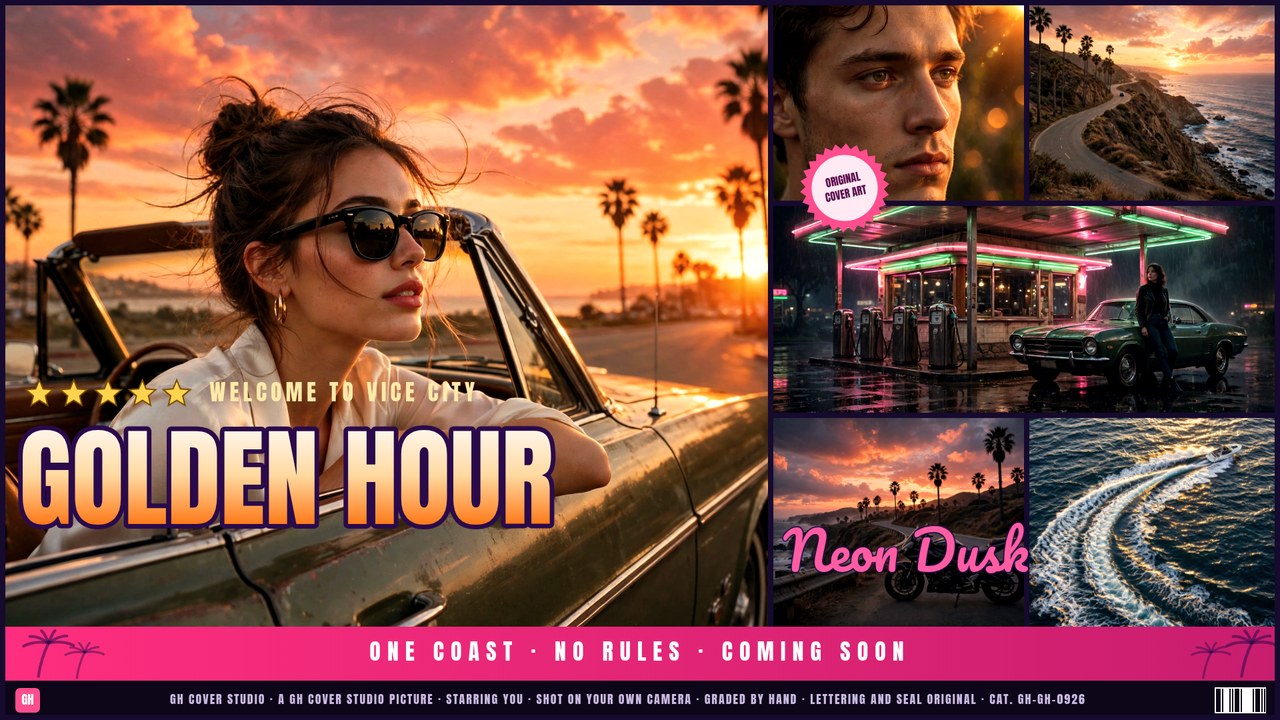 ORIGINAL
COVER ART
WELCOME TO VICE CITY
GOLDEN HOUR
Neon Dusk
ONE COAST · NO RULES · COMING SOON
GH
GH COVER STUDIO · A GH COVER STUDIO PICTURE · STARRING YOU · SHOT ON YOUR OWN CAMERA · GRADED BY HAND · LETTERING AND SEAL ORIGINAL · CAT. GH-GH-0926